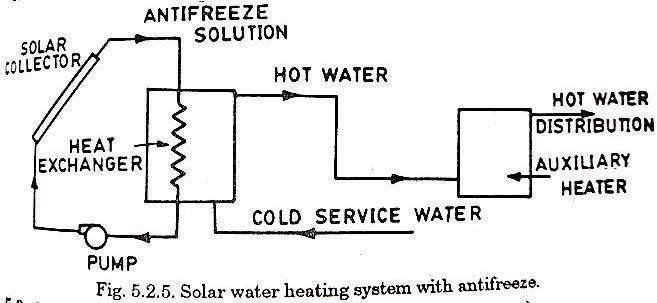 ANTIFREEZE
SOLUTION
SOLAR
COLLECTOR
HOT WATER
HOT WATER
DISTRIBUTION
HEAT
EXCHANGER
AUXILIARY
HEATER
COLD SERVICE WATER
PUMP
Fig. 5.2.5. Solar water heating system with antifreeze.